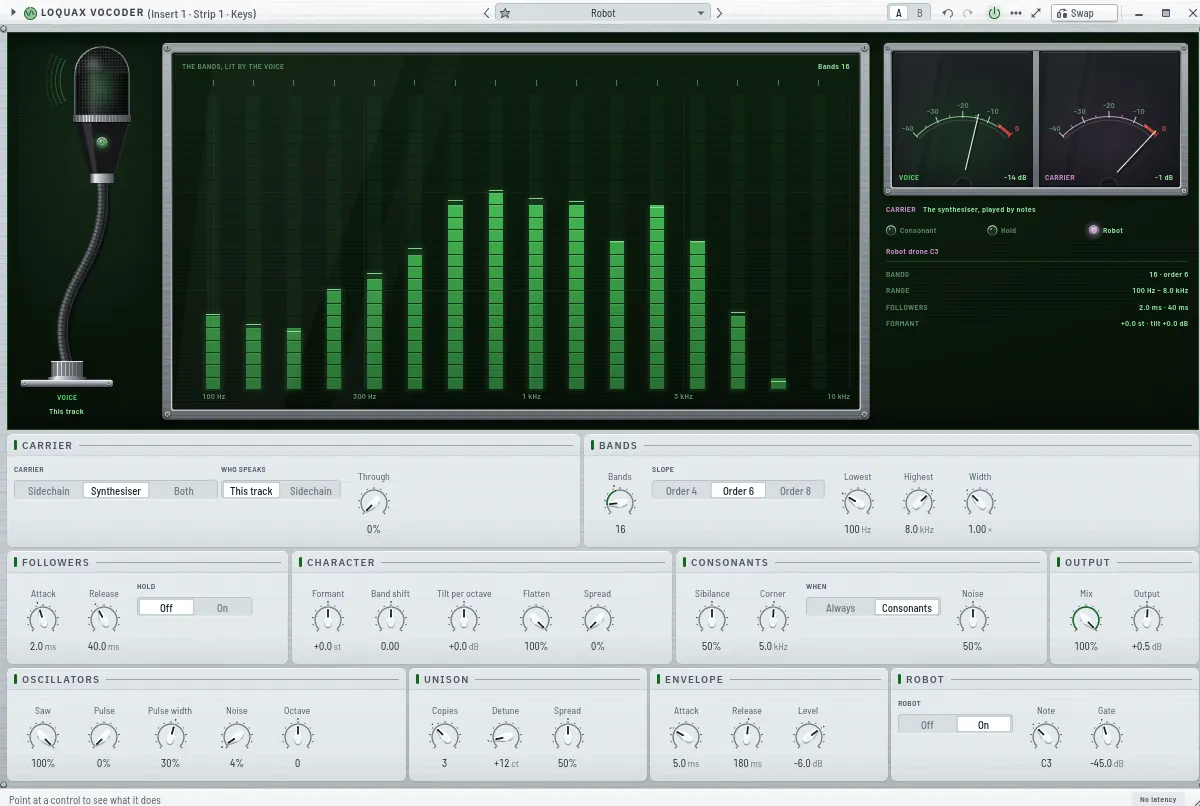 LOQUAX VOCODER (Insert 1 · Strip 1 · Keys)
Robot
A B
Swap
THE BANDS, LIT BY THE VOICE
Bands 16
100 Hz 300 Hz 1 kHz 3 kHz 10 kHz
VOICE
This track
-40 -30 -20 -10 0
VOICE -14 dB
-40 -30 -20 -10 0
CARRIER -1 dB
CARRIER The synthesiser, played by notes
Consonant Hold Robot
Robot drone C3
BANDS 16 · order 6
RANGE 100 Hz – 8.0 kHz
FOLLOWERS 2.0 ms · 40 ms
FORMANT +0.0 st · tilt +0.0 dB
CARRIER
CARRIER WHO SPEAKS
Sidechain Synthesiser Both This track Sidechain
Through
0%
BANDS
Bands
16
SLOPE
Order 4 Order 6 Order 8
Lowest Highest Width
100 Hz 8.0 kHz 1.00 ×
FOLLOWERS
Attack Release
2.0 ms 40.0 ms
HOLD
Off On
CHARACTER
Formant Band shift Tilt per octave Flatten Spread
+0.0 st 0.00 +0.0 dB 100% 0%
CONSONANTS
Sibilance Corner
50% 5.0 kHz
WHEN
Always Consonants
Noise
50%
OUTPUT
Mix Output
100% +0.5 dB
OSCILLATORS
Saw Pulse Pulse width Noise Octave
100% 0% 30% 4% 0
UNISON
Copies Detune Spread
3 +12 ct 50%
ENVELOPE
Attack Release Level
5.0 ms 180 ms -6.0 dB
ROBOT
ROBOT
Off On
Note Gate
C3 -45.0 dB
Point at a control to see what it does
No latency